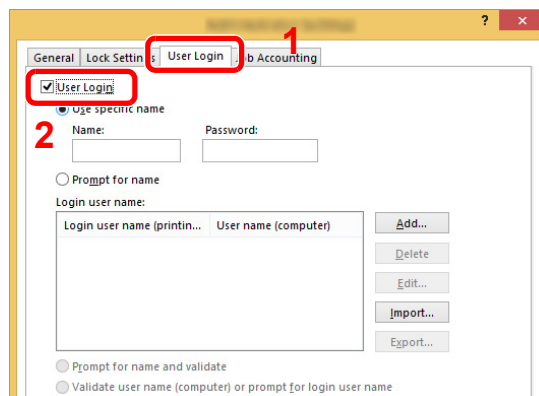 ? ×
1
General Lock Settings User Login Job Accounting
User Login
2
Use specific name
Name: Password:
Prompt for name
Login user name:
Login user name (printin... User name (computer)
Add...
Delete
Edit...
Import...
Export...
Prompt for name and validate
Validate user name (computer) or prompt for login user name